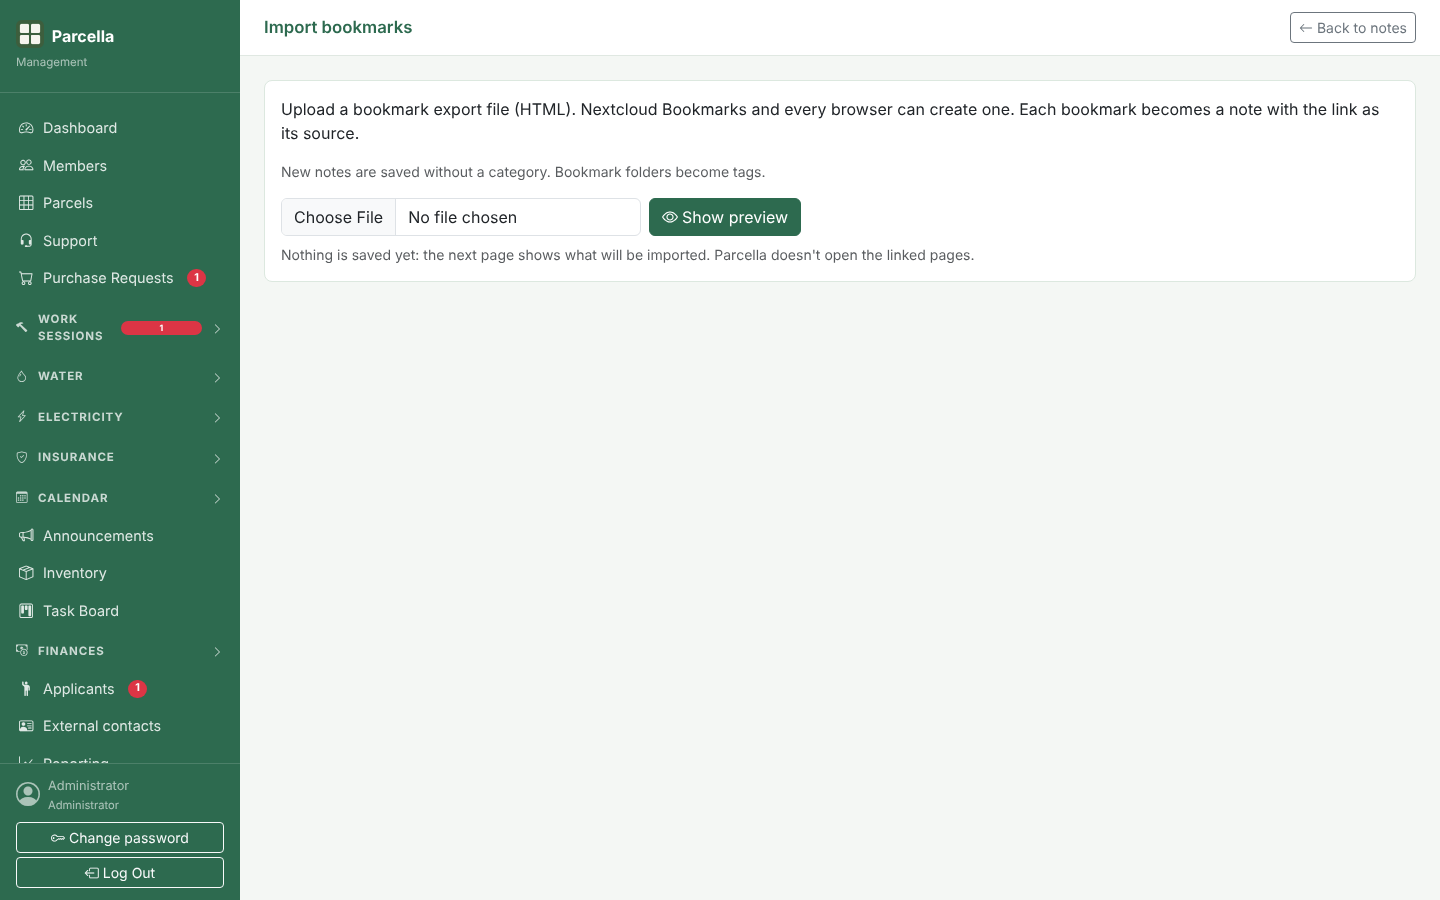 Parcella
Management
Dashboard
Members
Parcels
Support
Purchase Requests 1
WORK
SESSIONS 1
WATER
ELECTRICITY
INSURANCE
CALENDAR
Announcements
Inventory
Task Board
FINANCES
Applicants 1
External contacts
Reporting
Administrator
Administrator
Change password
Log Out
Import bookmarks
← Back to notes
Upload a bookmark export file (HTML). Nextcloud Bookmarks and every browser can create one. Each bookmark becomes a note with the link as
its source.
New notes are saved without a category. Bookmark folders become tags.
Choose File No file chosen
Show preview
Nothing is saved yet: the next page shows what will be imported. Parcella doesn't open the linked pages.